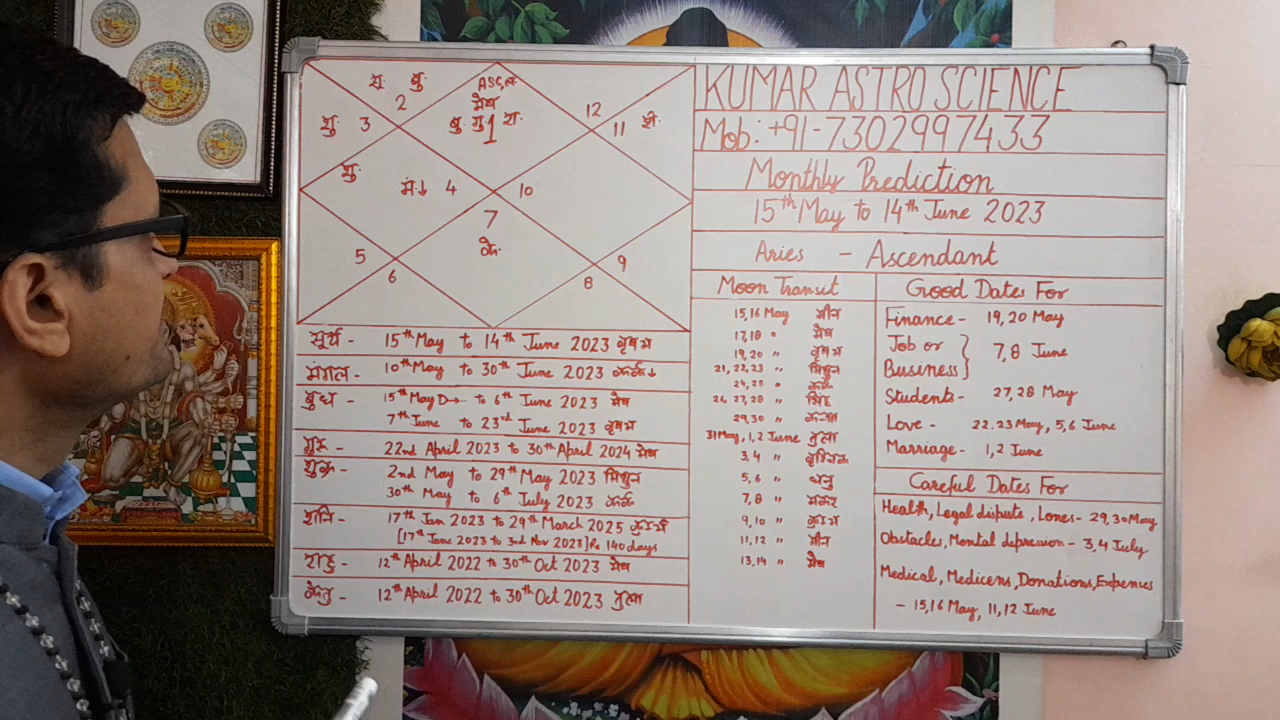 सू. बु.
2
ASC, ल
मेष
बु. गु. 1 रा.
12
11 श.
शु. 3
शु.
मं↓ 4
10
7
के.
5
6
9
8
सूर्य - 15th May to 14th June 2023 वृषभ
मंगल - 10th May to 30th June 2023 कर्क↓
बुध - 15th May D→.. to 6th June 2023 मेष
7th June to 23rd June 2023 वृषभ
गुरू - 22nd April 2023 to 30th April 2024 मेष
शुक्र - 2nd May to 29th May 2023 मिथुन
30th May to 6th July 2023 कर्क
शनि - 17th Jan 2023 to 29th March 2025 कुंभ
[17th June 2023 to 3rd Nov 2023] R 140 days
राहु - 12th April 2022 to 30th Oct 2023 मेष
केतु - 12th April 2022 to 30th Oct 2023 तुला
KUMAR ASTRO SCIENCE
Mob: +91-7302997433
Monthly Prediction
15th May to 14th June 2023
Aries - Ascendant
Moon Transit
15,16 May मीन
17,18 " मेष
19,20 " वृषभ
21,22,23 " मिथुन
24,25 " कर्क
26,27,28 " सिंह
29,30 " कन्या
31 May, 1,2 June तुला
3,4 " वृश्चिक
5,6 " धनु
7,8 " मकर
9,10 " कुंभ
11,12 " मीन
13,14 " मेष
Good Dates For
Finance - 19, 20 May
Job or
Business } 7,8 June
Students - 27,28 May
Love - 22,23 May, 5,6 June
Marriage - 1,2 June
Careful Dates For
Health, Legal dispute, Lones - 29,30 May
Obstacles, Mental depression - 3,4 July
Medical, Medicens, Donations, Expenses
- 15,16 May, 11,12 June